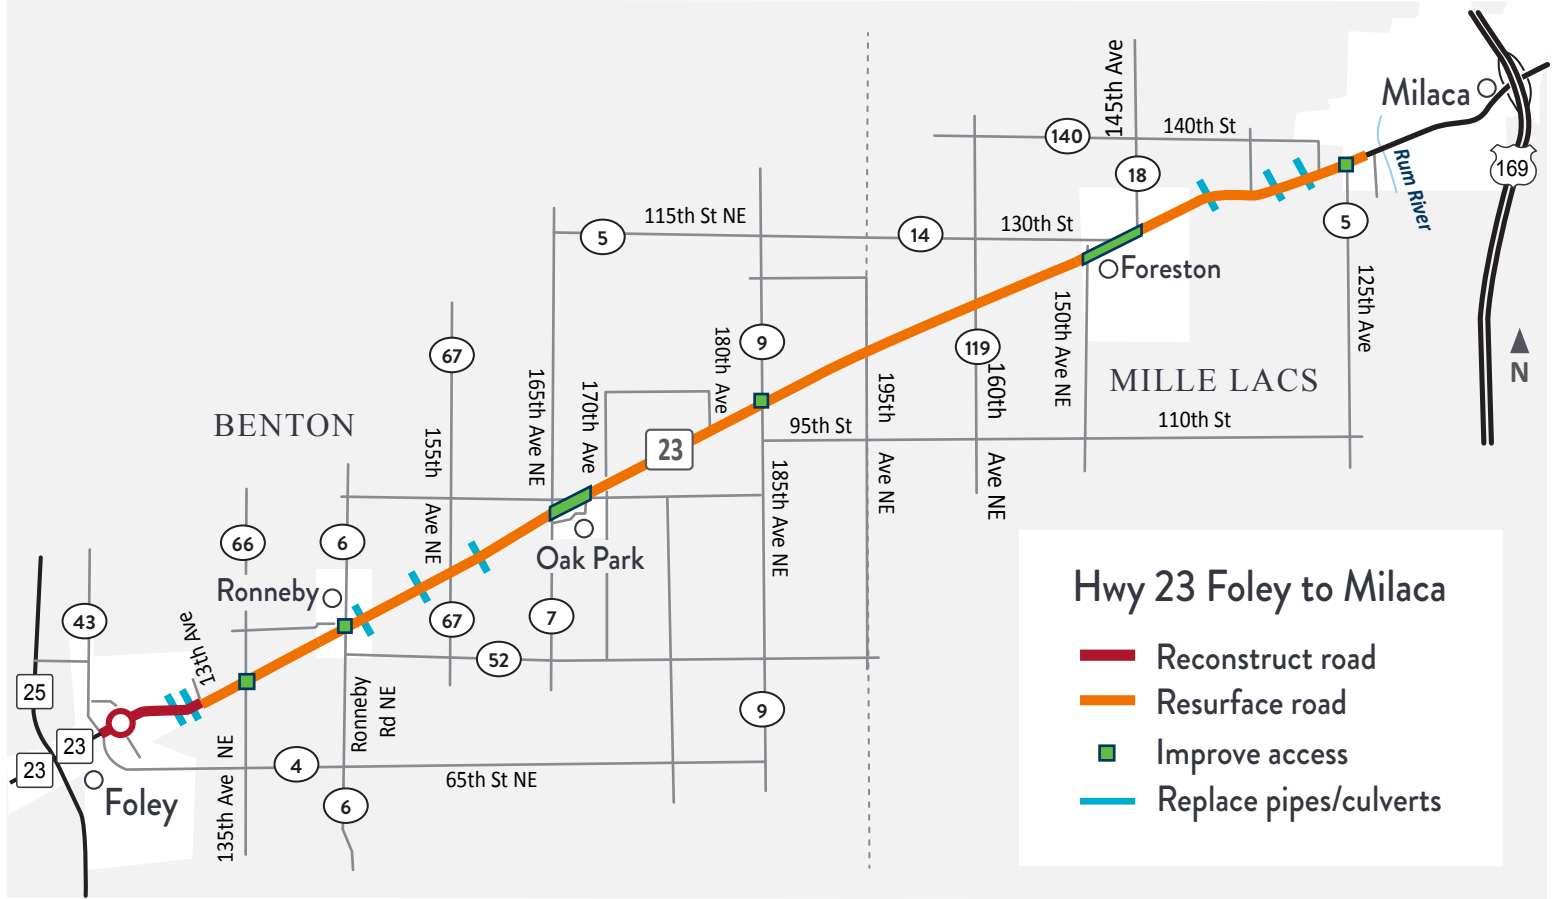 Milaca
145th Ave
140
140th St
169
18
Rum River
5
115th St NE
5
14
130th St
Foreston
125th Ave
150th Ave NE
67
9
180th Ave
119
160th
Ave NE
N
MILLE LACS
BENTON
165th Ave NE
170th Ave
195th
Ave NE
95th St
110th St
155th
Ave NE
23
185th Ave NE
66
6
Oak Park
Ronneby
43
13th Ave
67
7
52
25
23
23
Ronneby
Rd NE
9
135th Ave NE
4
65th St NE
6
Foley
Hwy 23 Foley to Milaca
Reconstruct road
Resurface road
Improve access
Replace pipes/culverts